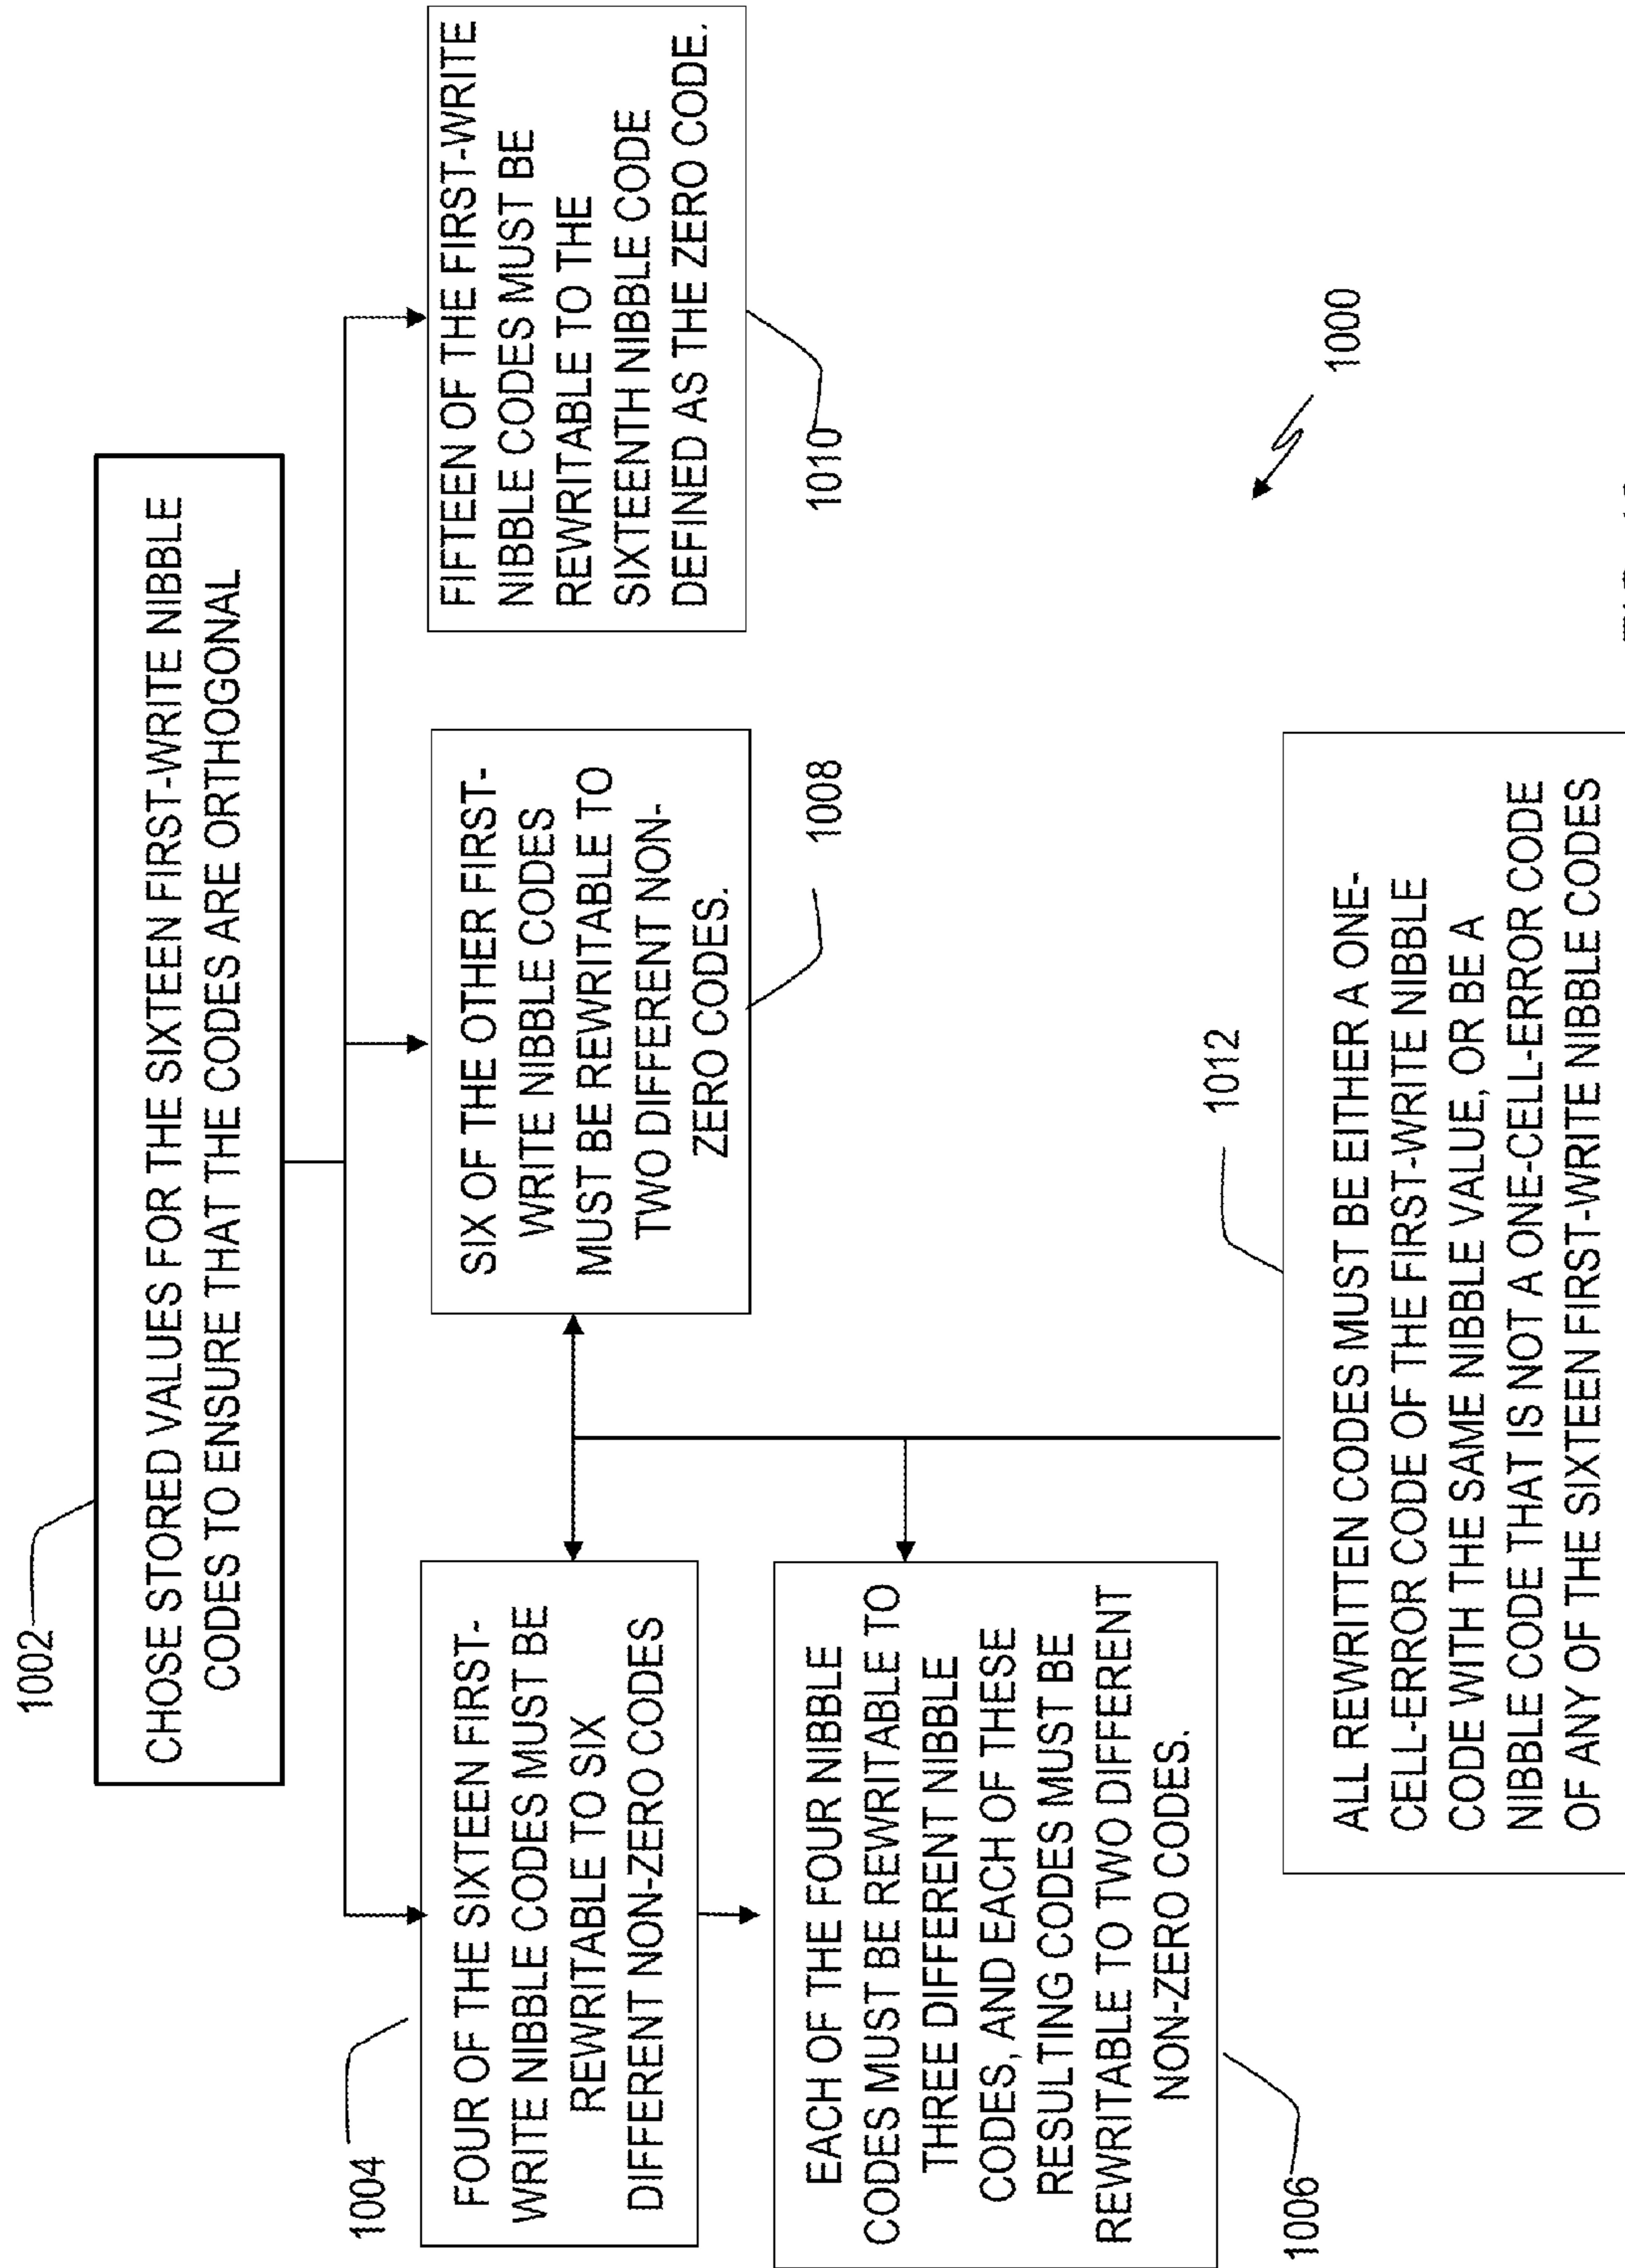 1002
CHOSE STORED VALUES FOR THE SIXTEEN FIRST-WRITE NIBBLE
CODES TO ENSURE THAT THE CODES ARE ORTHOGONAL
1004
FOUR OF THE SIXTEEN FIRST-
WRITE NIBBLE CODES MUST BE
REWRITABLE TO SIX
DIFFERENT NON-ZERO CODES
SIX OF THE OTHER FIRST-
WRITE NIBBLE CODES
MUST BE REWRITABLE TO
TWO DIFFERENT NON-
ZERO CODES.
1008
FIFTEEN OF THE FIRST-WRITE
NIBBLE CODES MUST BE
REWRITABLE TO THE
SIXTEENTH NIBBLE CODE
DEFINED AS THE ZERO CODE.
1010
EACH OF THE FOUR NIBBLE
CODES MUST BE REWRITABLE TO
THREE DIFFERENT NIBBLE
CODES, AND EACH OF THESE
RESULTING CODES MUST BE
REWRITABLE TO TWO DIFFERENT
NON-ZERO CODES.
1006
1012
ALL REWRITTEN CODES MUST BE EITHER A ONE-
CELL-ERROR CODE OF THE FIRST-WRITE NIBBLE
CODE WITH THE SAME NIBBLE VALUE, OR BE A
NIBBLE CODE THAT IS NOT A ONE-CELL-ERROR CODE
OF ANY OF THE SIXTEEN FIRST-WRITE NIBBLE CODES
1000